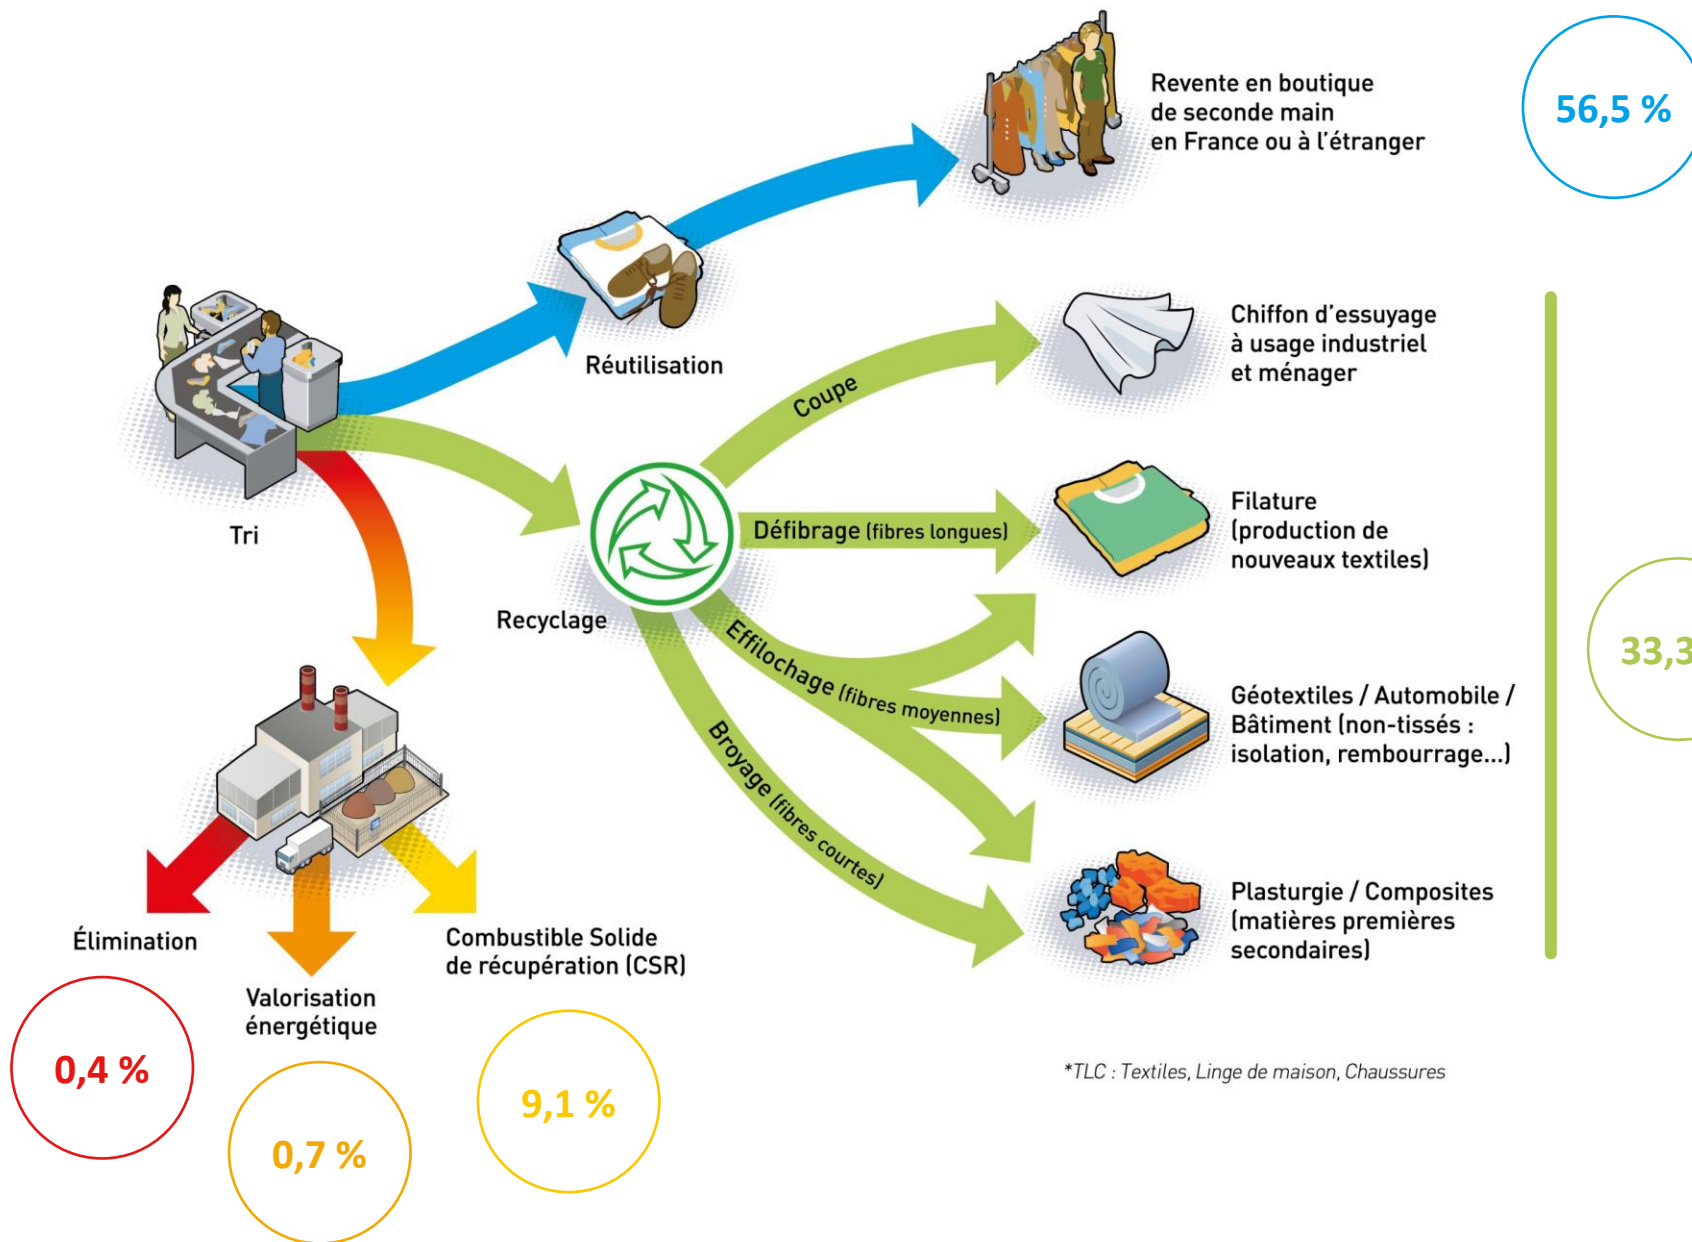 Revente en boutique
de seconde main
en France ou à l'étranger
56,5 %
Réutilisation
Chiffon d'essuyage
à usage industriel
et ménager
Coupe
Tri
Défibrage (fibres longues)
Filature
(production de
nouveaux textiles)
Recyclage
33,3
Effilochage (fibres moyennes)
Géotextiles / Automobile /
Bâtiment (non-tissés :
isolation, rembourrage...)
Broyage (fibres courtes)
Plasturgie / Composites
(matières premières
secondaires)
Élimination
Combustible Solide
de récupération (CSR)
Valorisation
énergétique
0,4 %
0,7 %
9,1 %
*TLC : Textiles, Linge de maison, Chaussures